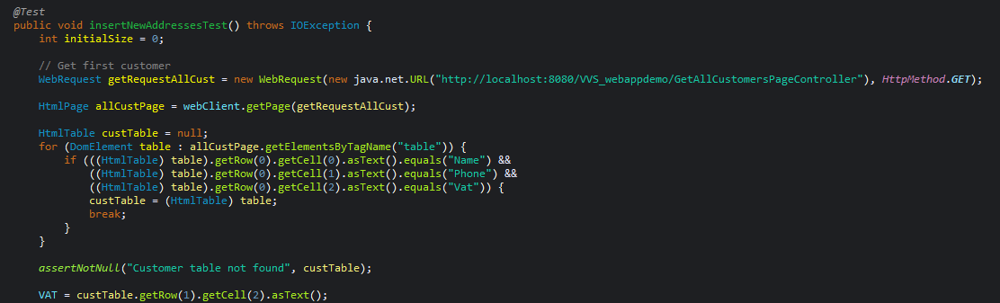 @Test
public void insertNewAddressesTest() throws IOException {
    int initialSize = 0;

    // Get first customer
    WebRequest getRequestAllCust = new WebRequest(new java.net.URL("http://localhost:8080/VVS_webappdemo/GetAllCustomersPageController"), HttpMethod.GET);

    HtmlPage allCustPage = webClient.getPage(getRequestAllCust);

    HtmlTable custTable = null;
    for (DomElement table : allCustPage.getElementsByTagName("table")) {
        if (((HtmlTable) table).getRow(0).getCell(0).asText().equals("Name") &&
            ((HtmlTable) table).getRow(0).getCell(1).asText().equals("Phone") &&
            ((HtmlTable) table).getRow(0).getCell(2).asText().equals("Vat")) {
            custTable = (HtmlTable) table;
            break;
        }
    }

    assertNotNull("Customer table not found", custTable);

    VAT = custTable.getRow(1).getCell(2).asText();